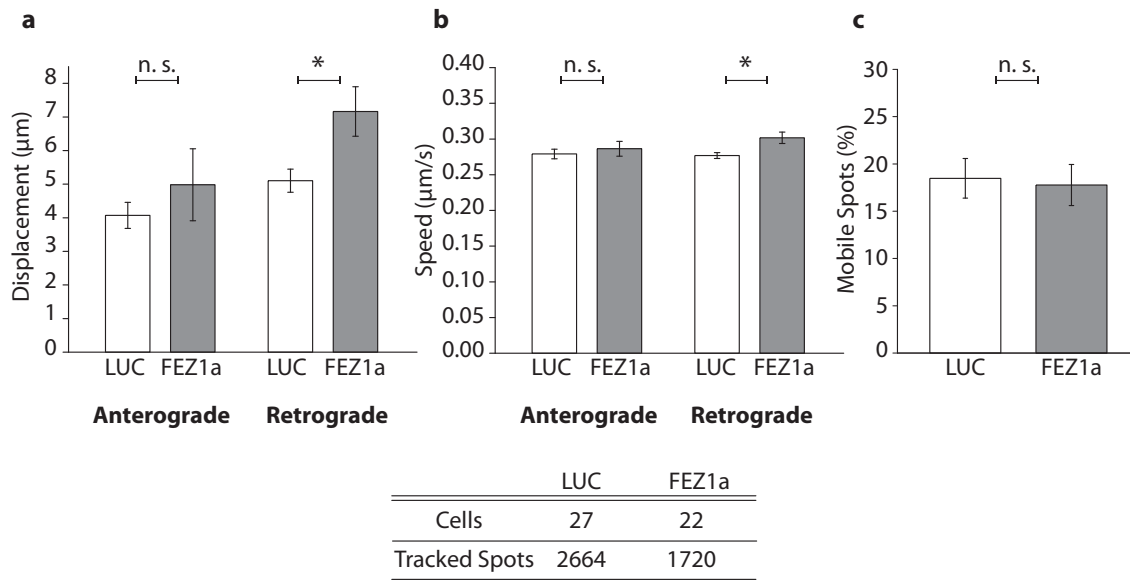 a
n. s.
*
Displacement (μm)
8
7
6
5
4
3
2
1
0
LUC FEZ1a LUC FEZ1a
Anterograde Retrograde
b
n. s.
*
Speed (μm/s)
0.40
0.35
0.30
0.25
0.20
0.15
0.10
0.05
0.00
LUC FEZ1a LUC FEZ1a
Anterograde Retrograde
c
n. s.
Mobile Spots (%)
30
25
20
15
10
5
0
LUC FEZ1a
LUC FEZ1a
Cells 27 22
Tracked Spots 2664 1720